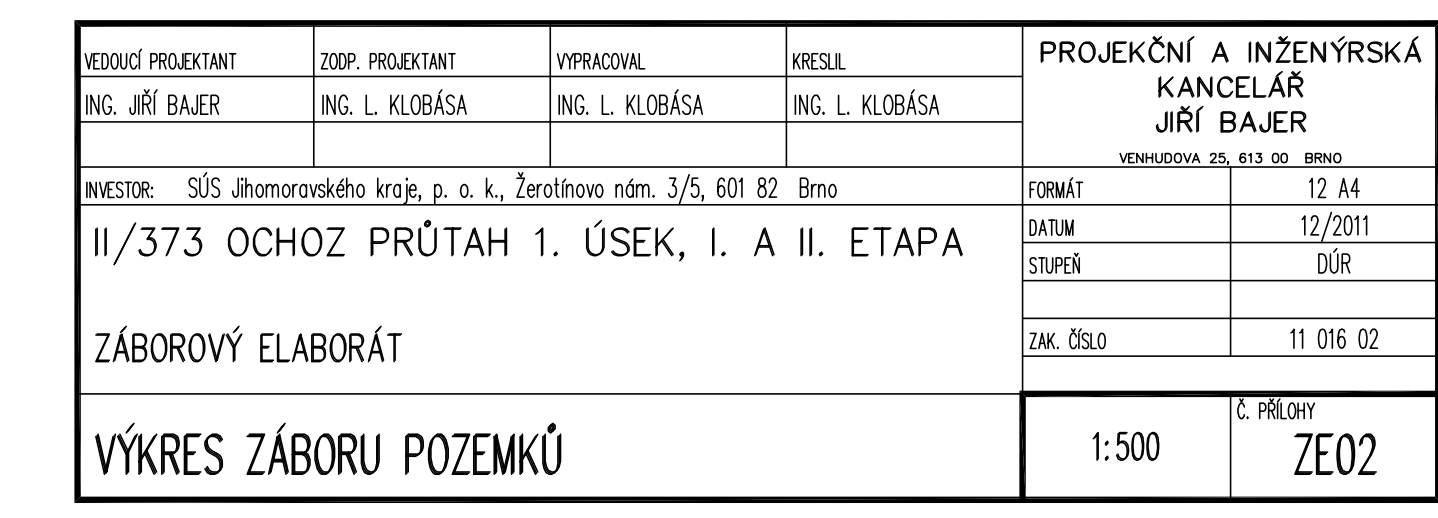 VEDOUCÍ PROJEKTANT ZODP. PROJEKTANT VYPRACOVAL KRESLIL
ING. JIŘÍ BAJER ING. L. KLOBÁSA ING. L. KLOBÁSA ING. L. KLOBÁSA
PROJEKČNÍ A INŽENÝRSKÁ
KANCELÁŘ
JIŘÍ BAJER
VENHUDOVA 25, 613 00 BRNO
INVESTOR: SÚS Jihomoravského kraje, p. o. k., Žerotínovo nám. 3/5, 601 82 Brno
II/373 OCHOZ PRŮTAH 1. ÚSEK, I. A II. ETAPA
ZÁBOROVÝ ELABORÁT
FORMÁT 12 A4
DATUM 12/2011
STUPEŇ DÚR
ZAK. ČÍSLO 11 016 02
VÝKRES ZÁBORU POZEMKŮ
1:500
Č. PŘÍLOHY
ZE02